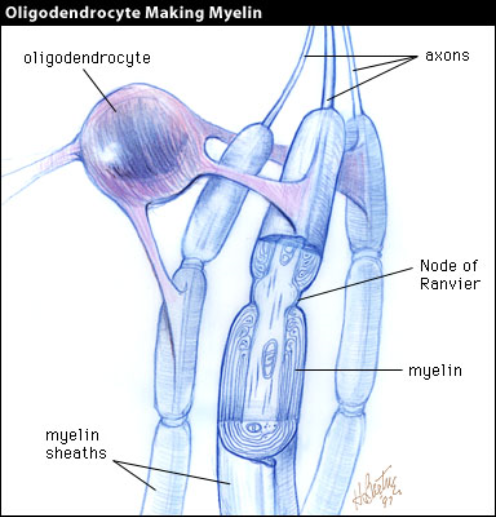 Oligodendrocyte Making Myelin
oligodendrocyte
axons
Node of
Ranvier
myelin
myelin
sheaths